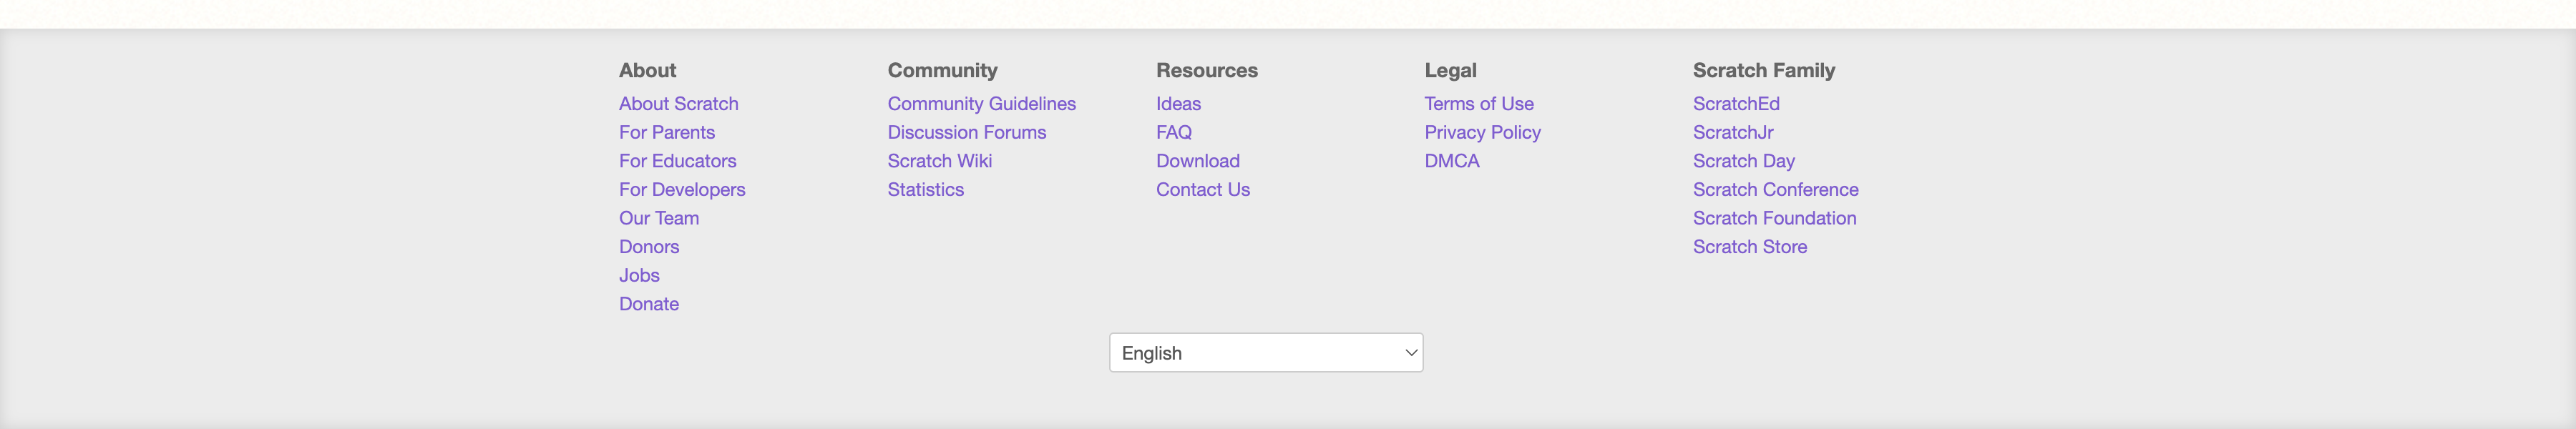 About
About Scratch
For Parents
For Educators
For Developers
Our Team
Donors
Jobs
Donate
Community
Community Guidelines
Discussion Forums
Scratch Wiki
Statistics
Resources
Ideas
FAQ
Download
Contact Us
Legal
Terms of Use
Privacy Policy
DMCA
Scratch Family
ScratchEd
ScratchJr
Scratch Day
Scratch Conference
Scratch Foundation
Scratch Store
English